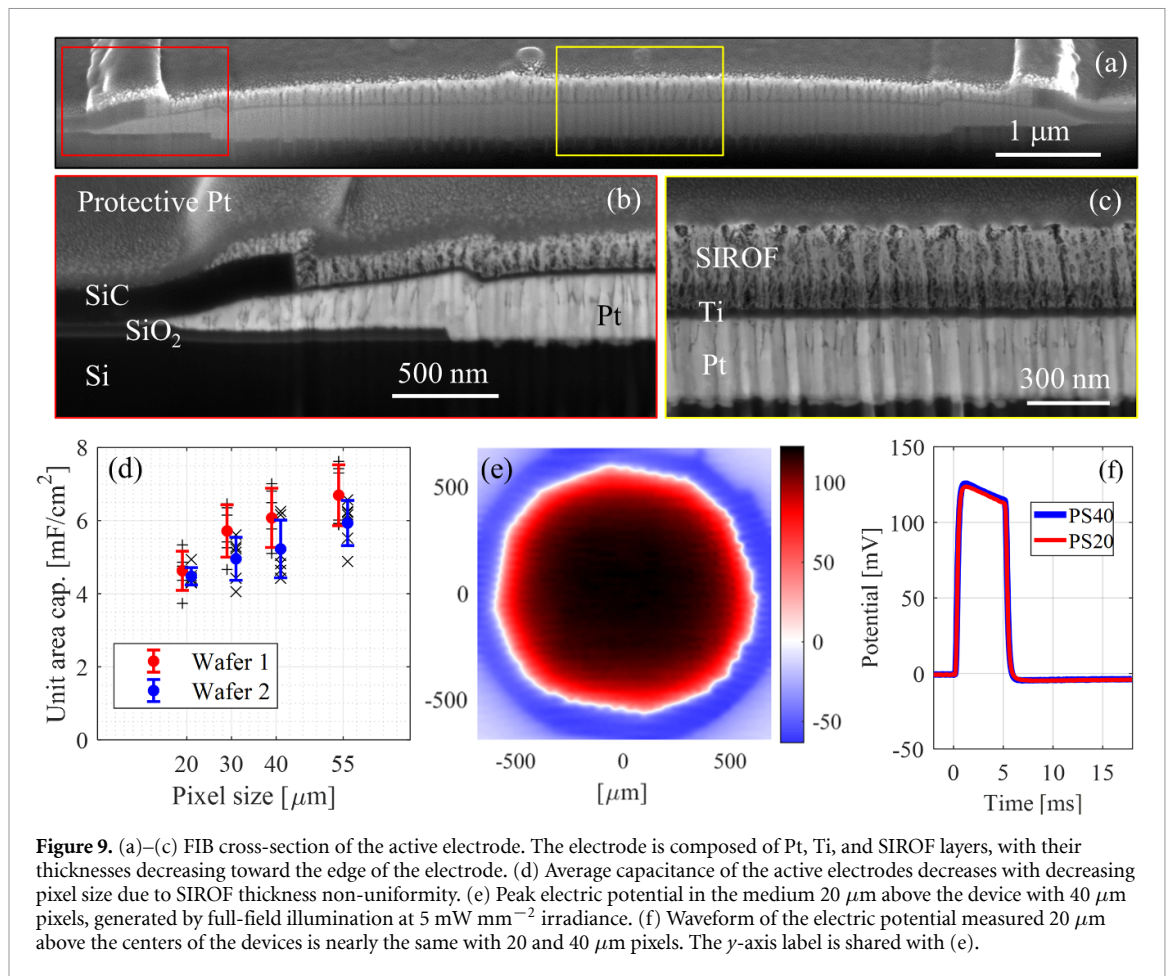 (a)
1 μm
Protective Pt
(b)
SiC
SiO2
Si
Pt
500 nm
(c)
SIROF
Ti
Pt
300 nm
(d)
Unit area cap. [mF/cm²]
8
6
4
2
0
Wafer 1
Wafer 2
20 30 40 55
Pixel size [μm]
(e)
500
0
-500
-500 0 500
[μm]
100
50
0
-50
(f)
Potential [mV]
150
100
50
0
-50
PS40
PS20
0 5 10 15
Time [ms]
Figure 9. (a)–(c) FIB cross-section of the active electrode. The electrode is composed of Pt, Ti, and SIROF layers, with their
thicknesses decreasing toward the edge of the electrode. (d) Average capacitance of the active electrodes decreases with decreasing
pixel size due to SIROF thickness non-uniformity. (e) Peak electric potential in the medium 20 μm above the device with 40 μm
pixels, generated by full-field illumination at 5 mW mm⁻² irradiance. (f) Waveform of the electric potential measured 20 μm
above the centers of the devices is nearly the same with 20 and 40 μm pixels. The y-axis label is shared with (e).